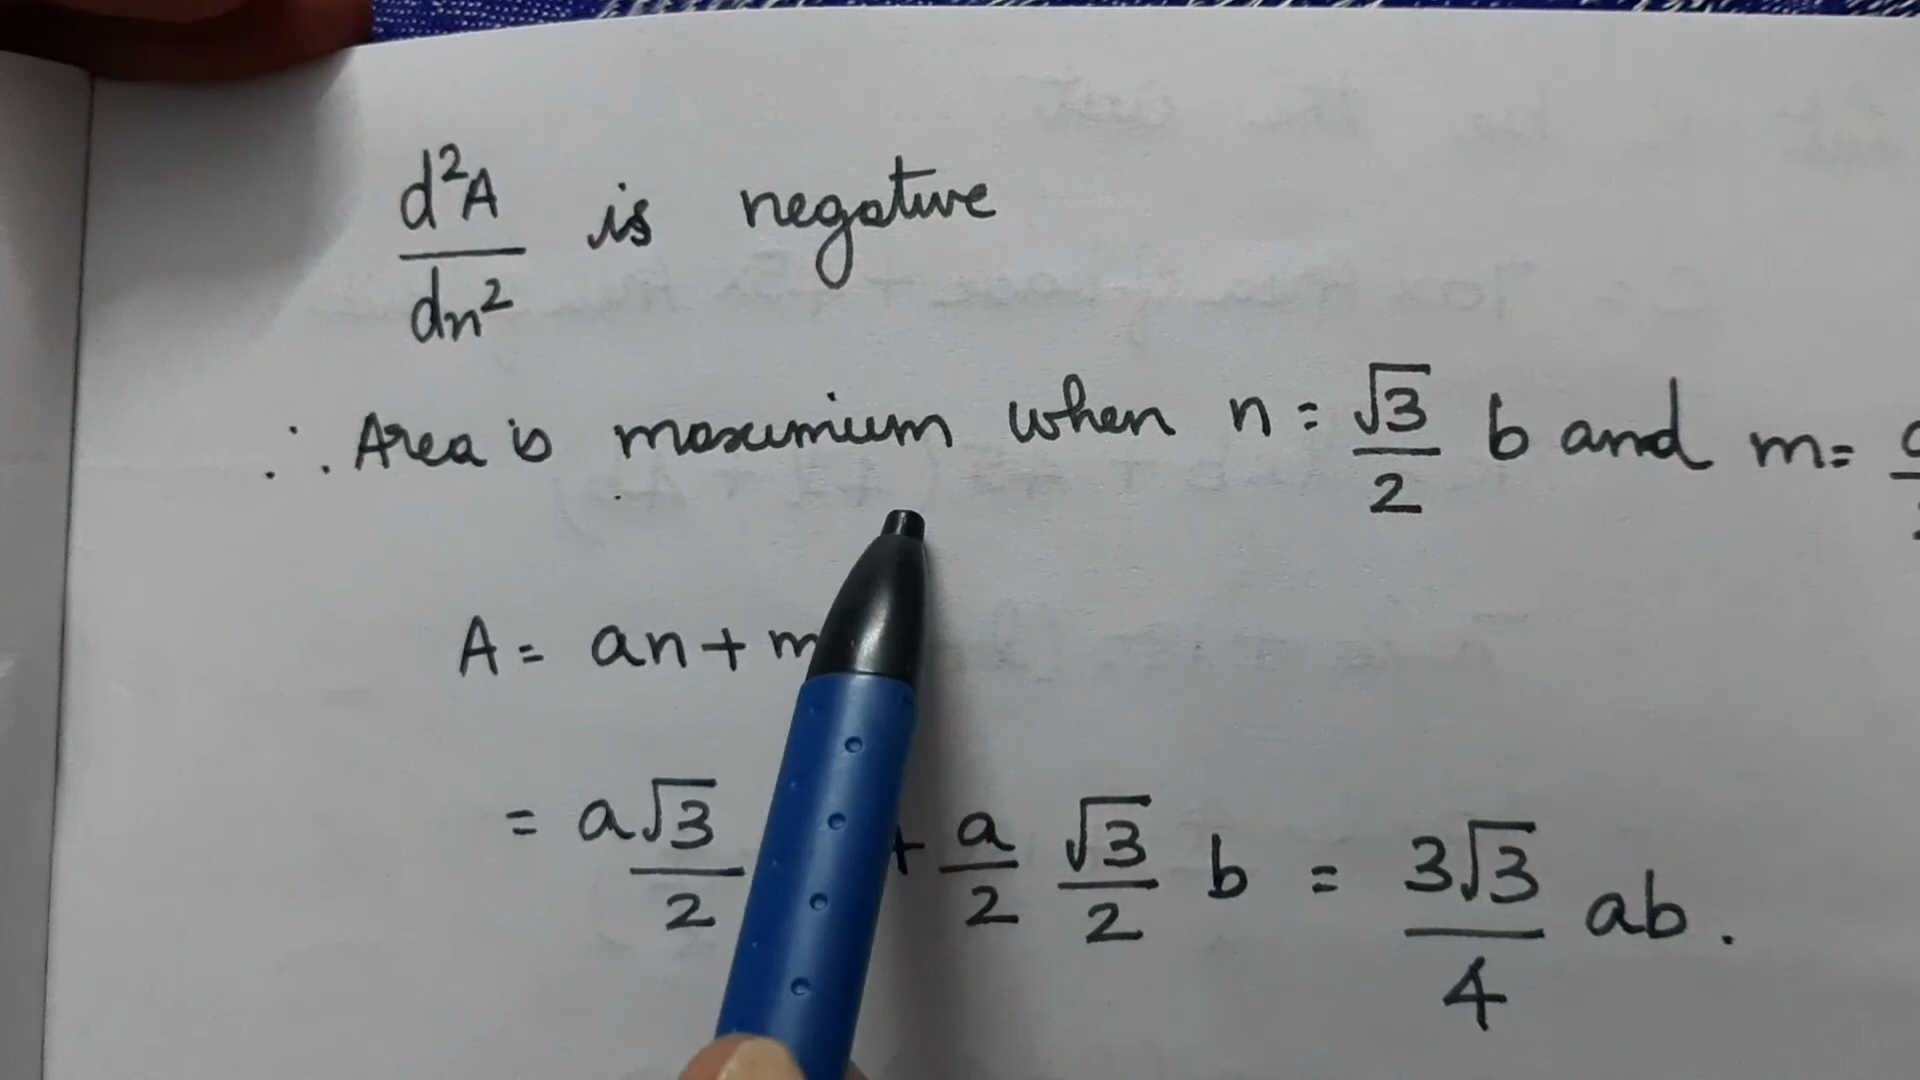 d²A/dn² is negative
∴ Area is maximum when n = √3/2 b and m =
A = an + m
= a√3/2 + a/2 √3/2 b = 3√3/4 ab.